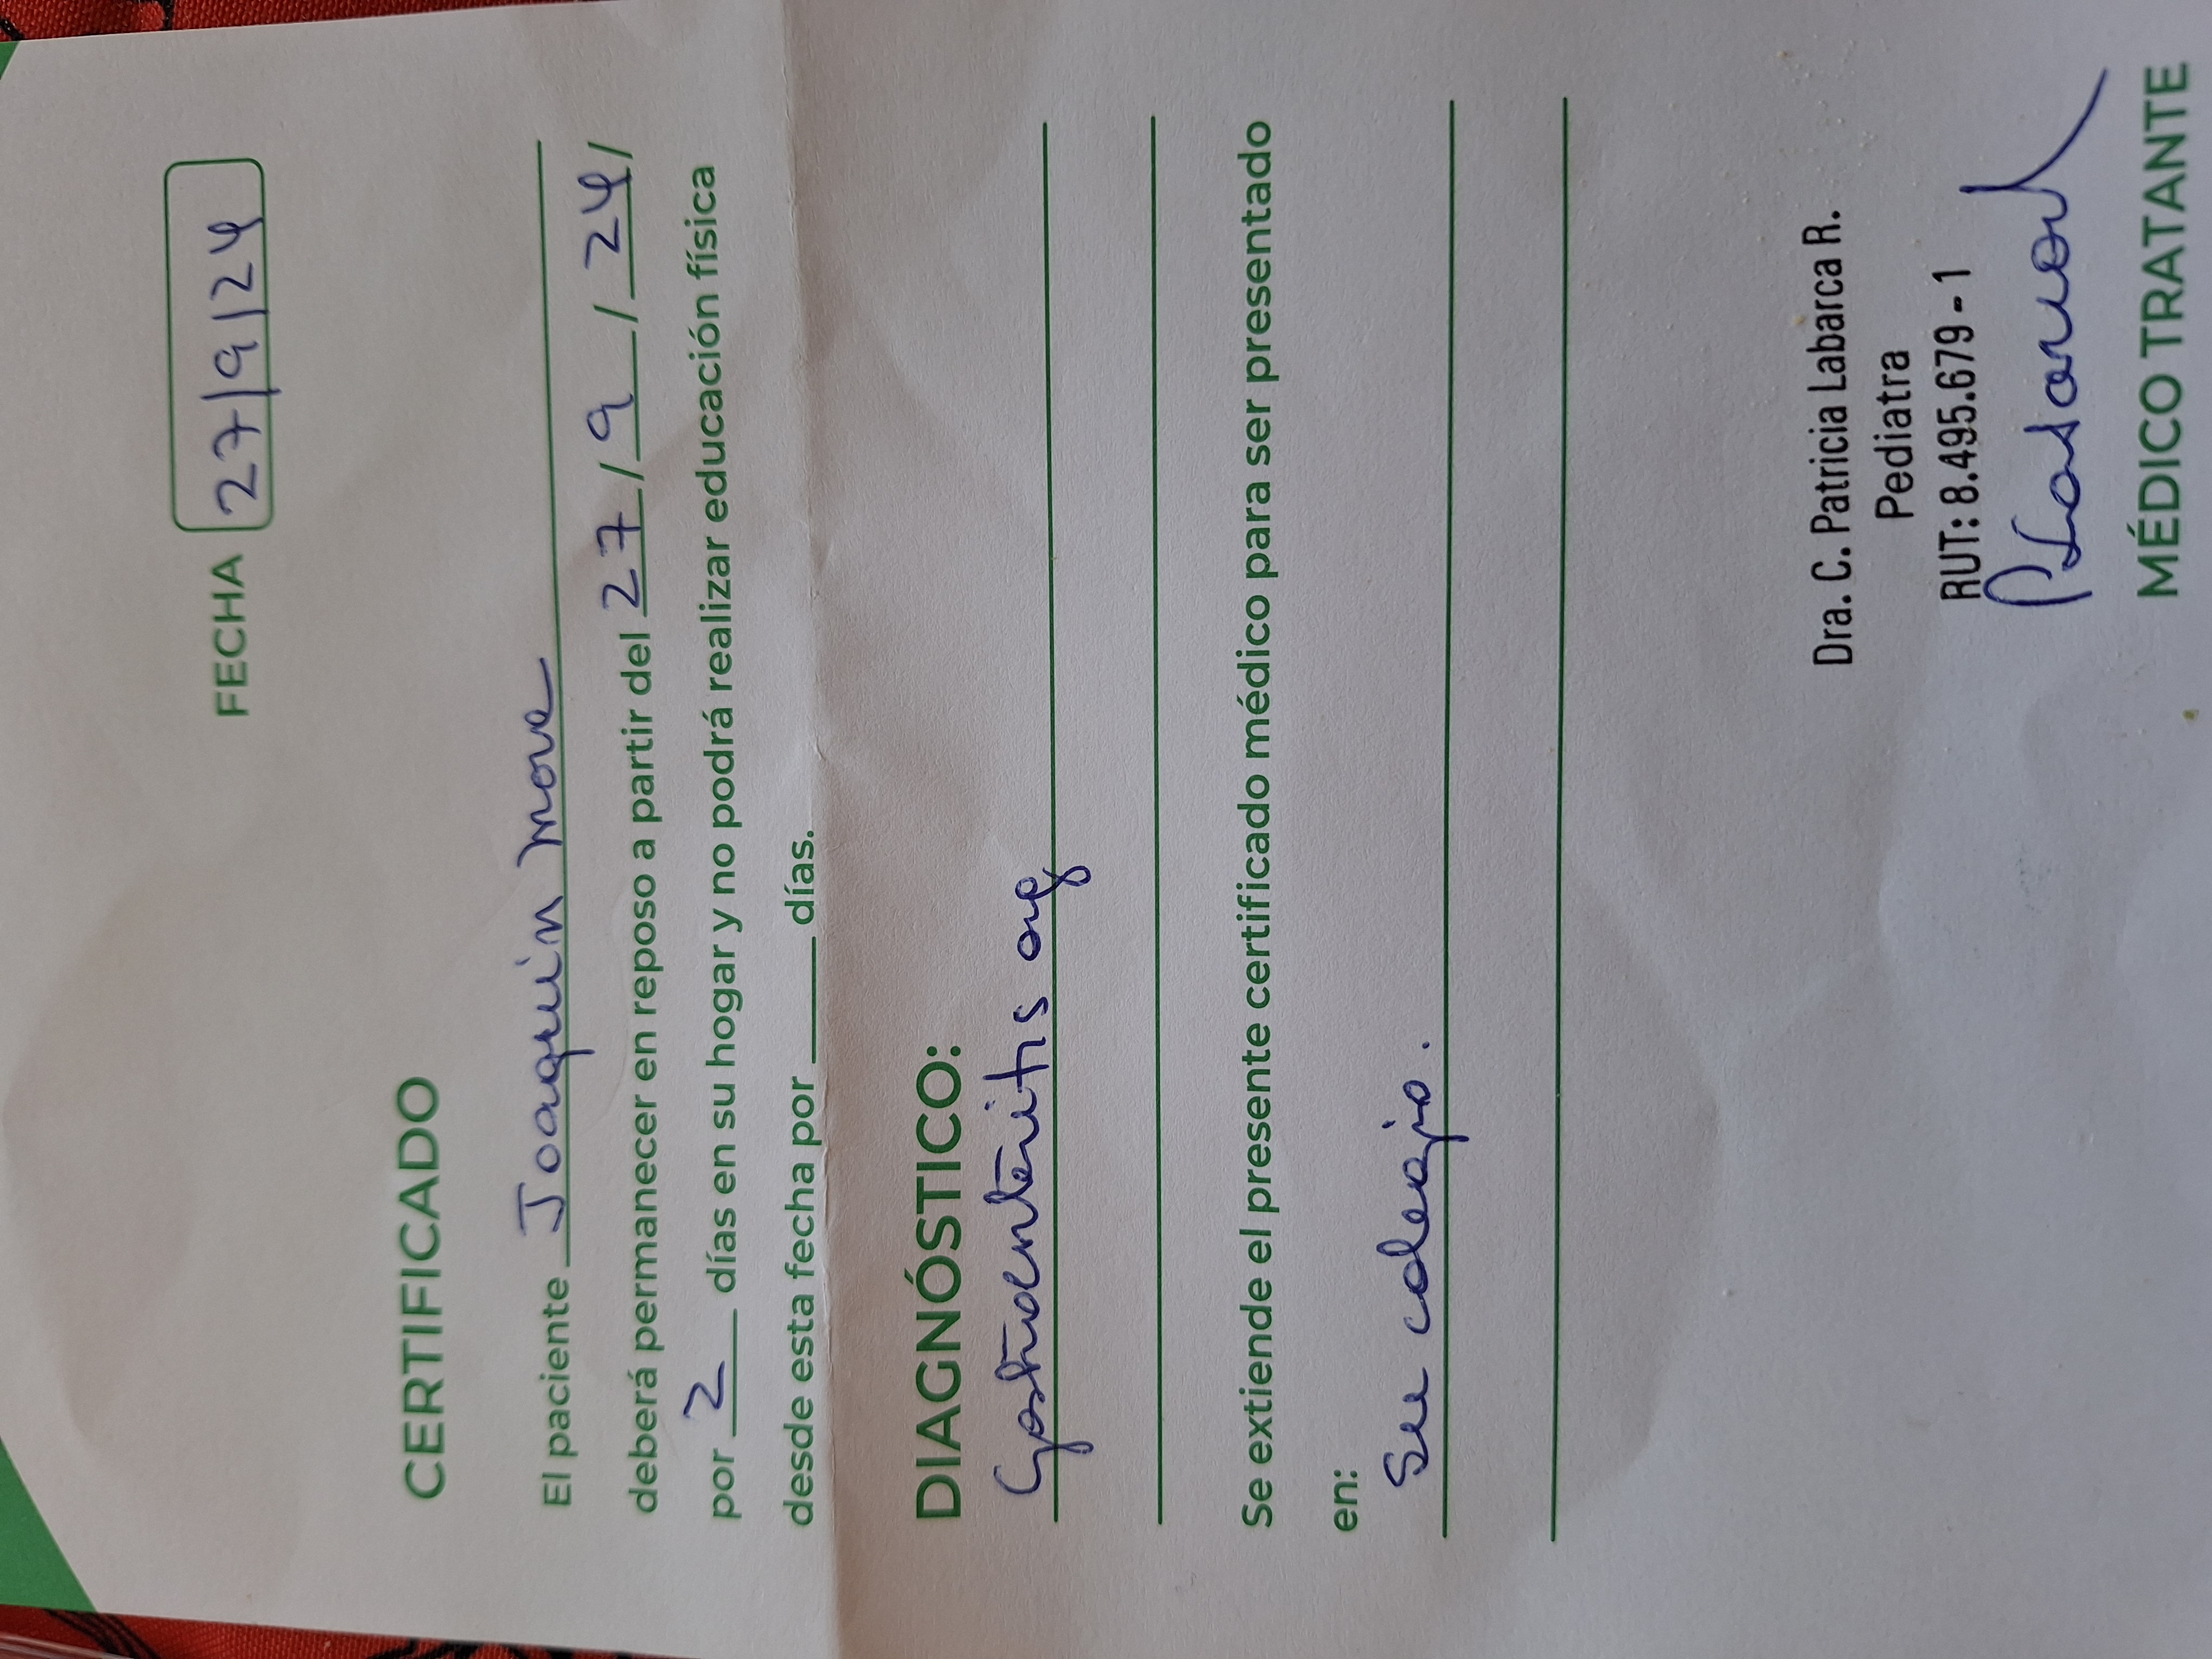 FECHA 27/9/24
CERTIFICADO
El paciente Joaquin Mora
deberá permanecer en reposo a partir del 27/9/24/
por 2 días en su hogar y no podrá realizar educación física
desde esta fecha por ____ días.
DIAGNÓSTICO:
Gastroenteritis
Se extiende el presente certificado médico para ser presentado
en:
Su colegio.
Dra. C. Patricia Labarca R.
Pediatra
RUT: 8.495.679-1
MÉDICO TRATANTE